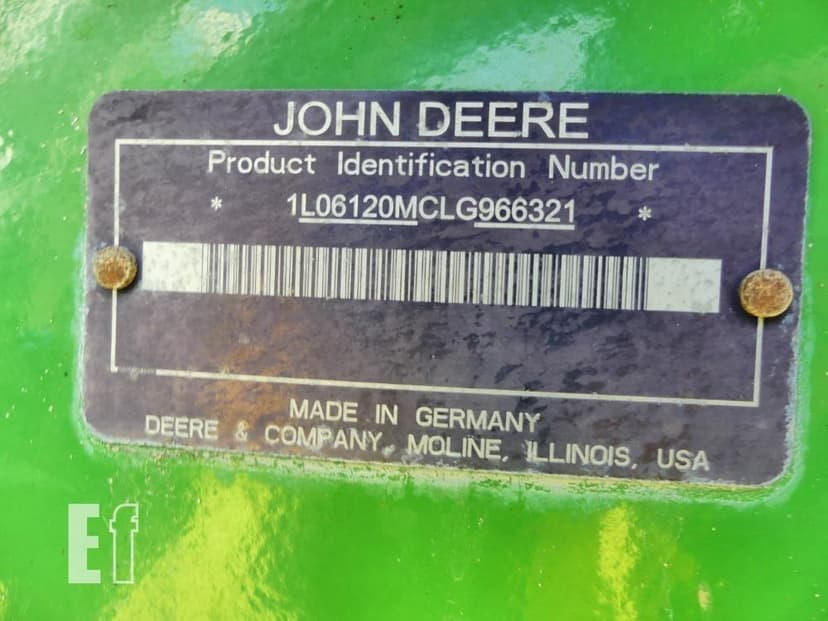 JOHN DEERE
Product Identification Number
* 1L06120MCLG966321 *
MADE IN GERMANY
DEERE & COMPANY, MOLINE, ILLINOIS, USA
Ef